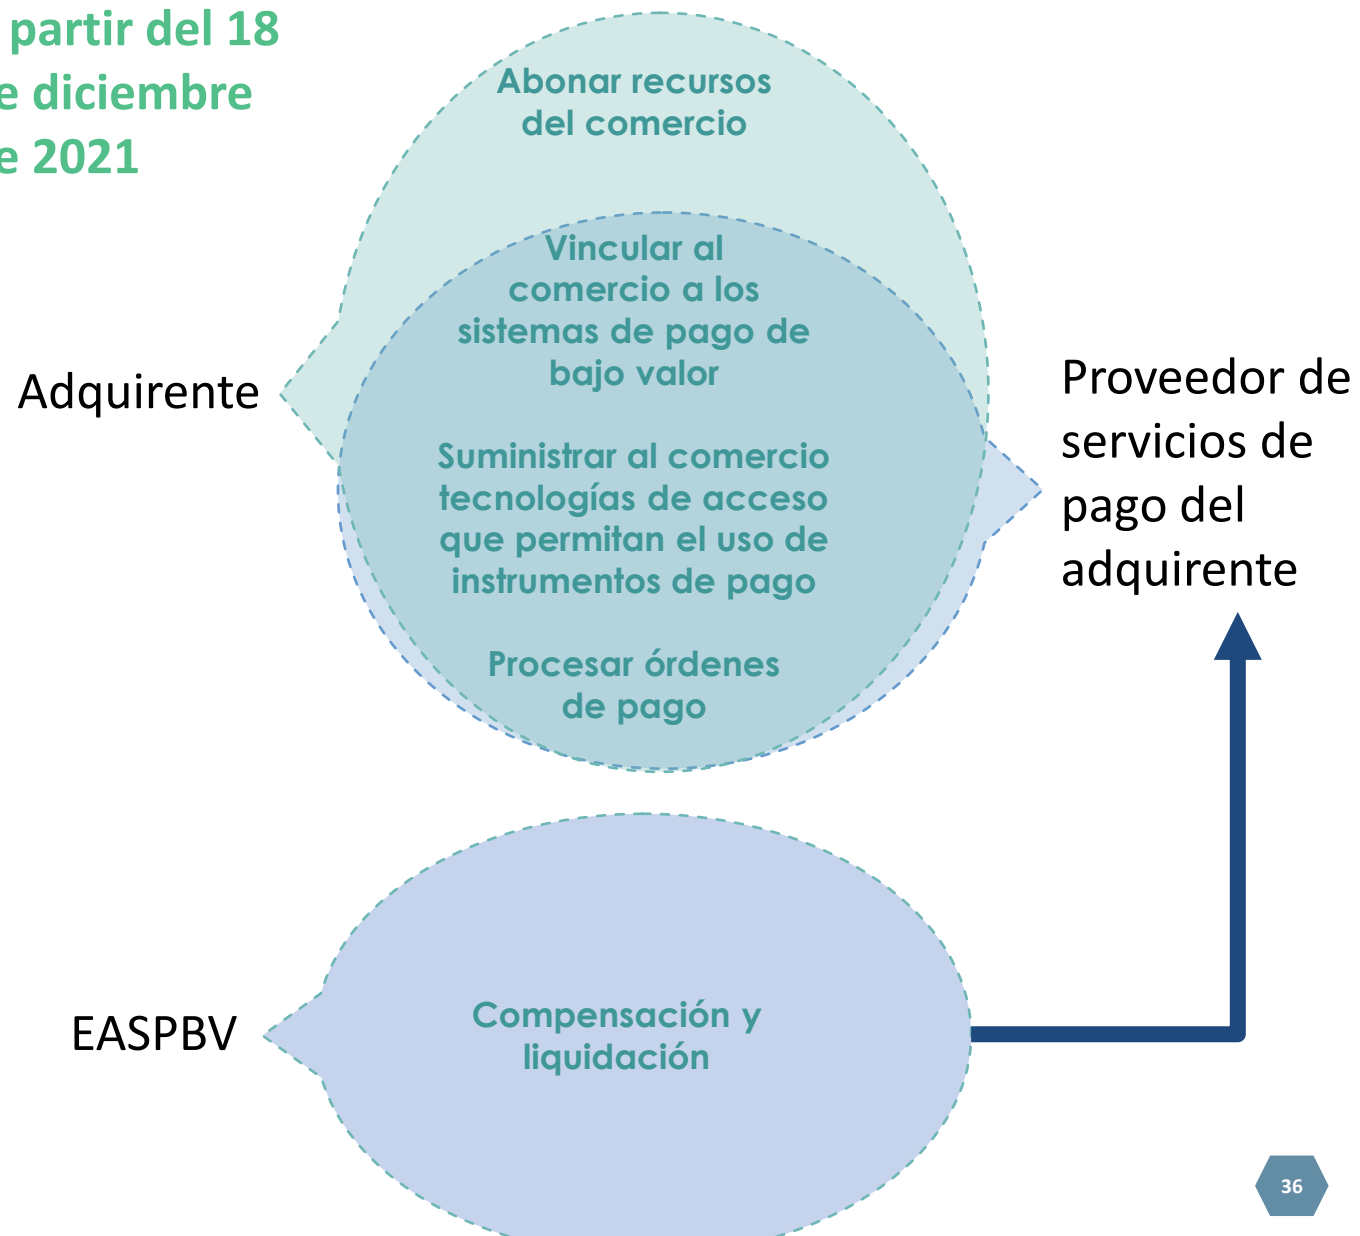 partir del 18
e diciembre
e 2021
Abonar recursos
del comercio
Vincular al
comercio a los
sistemas de pago de
bajo valor
Adquirente
Suministrar al comercio
tecnologías de acceso
que permitan el uso de
instrumentos de pago
Procesar órdenes
de pago
Proveedor de
servicios de
pago del
adquirente
EASPBV
Compensación y
liquidación
36